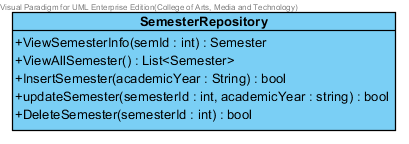 Visual Paradigm for UML Enterprise Edition(College of Arts, Media and Technology)
SemesterRepository
+ViewSemesterInfo(semId : int) : Semester
+ViewAllSemester() : List<Semester>
+InsertSemester(academicYear : String) : bool
+updateSemester(semesterId : int, academicYear : string) : bool
+DeleteSemester(semesterId : int) : bool